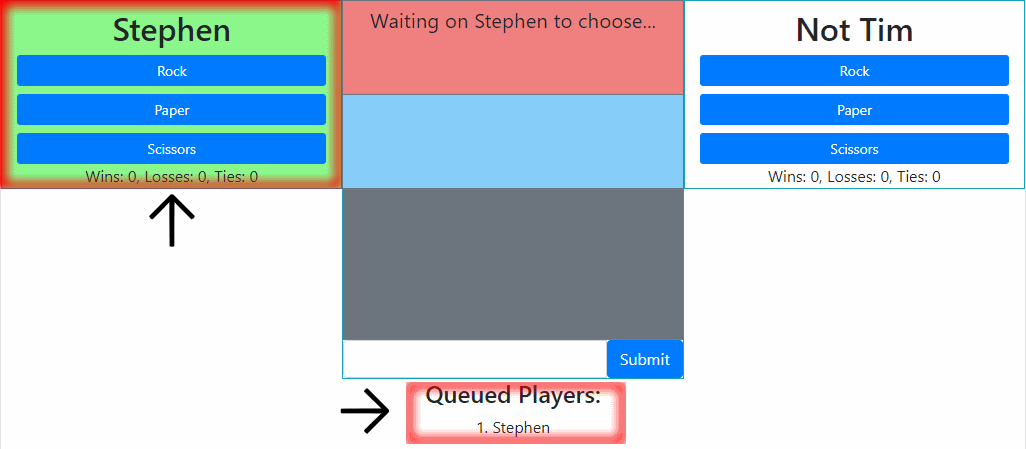 Stephen
Rock
Paper
Scissors
Wins: 0, Losses: 0, Ties: 0
Waiting on Stephen to choose...
Submit
Not Tim
Rock
Paper
Scissors
Wins: 0, Losses: 0, Ties: 0
Queued Players:
1. Stephen